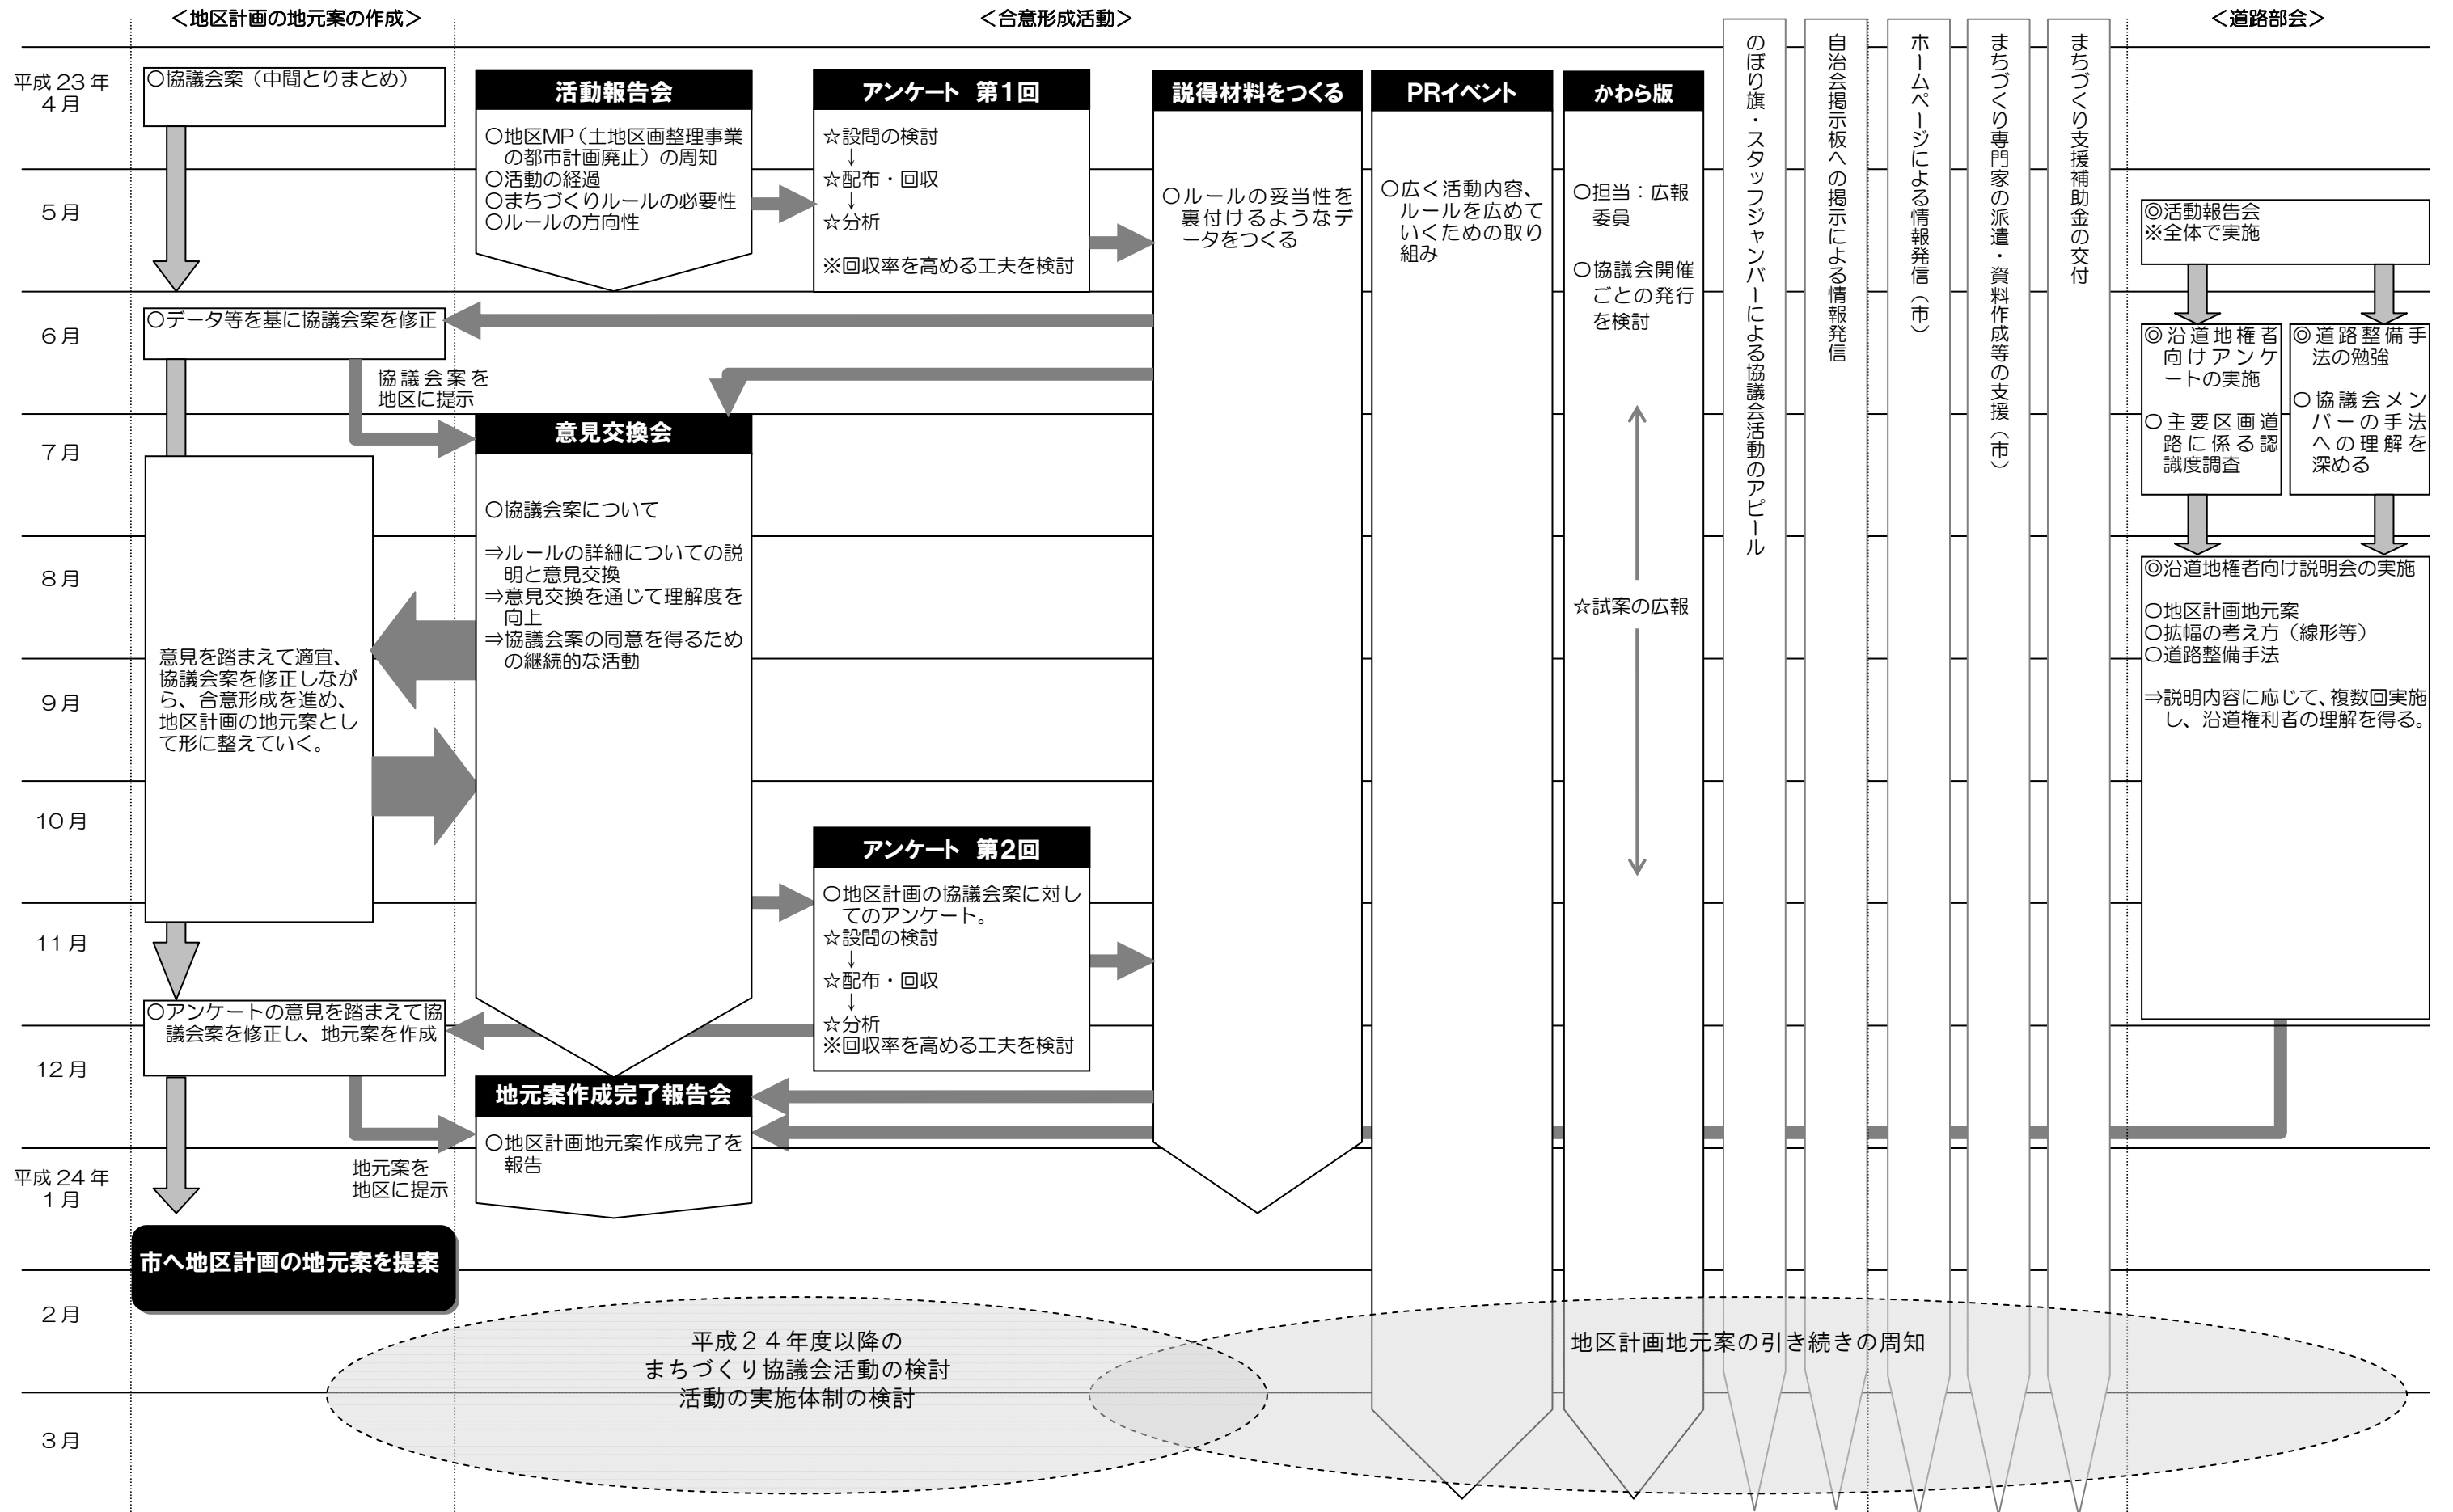 ＜地区計画の地元案の作成＞
＜合意形成活動＞
＜道路部会＞
平成 23 年
４月
５月
６月
７月
８月
９月
10 月
11 月
12 月
平成 24 年
１月
２月
３月
○協議会案（中間とりまとめ）
○データ等を基に協議会案を修正
協議会案を
地区に提示
意見を踏まえて適宜、
協議会案を修正しなが
ら、合意形成を進め、
地区計画の地元案とし
て形に整えていく。
○アンケートの意見を踏まえて協
議会案を修正し、地元案を作成
地元案を
地区に提示
市へ地区計画の地元案を提案
活動報告会
○地区MP（土地区画整理事業
の都市計画廃止）の周知
○活動の経過
○まちづくりルールの必要性
○ルールの方向性
意見交換会
○協議会案について
⇒ルールの詳細についての説
明と意見交換
⇒意見交換を通じて理解度を
向上
⇒協議会案の同意を得るため
の継続的な活動
地元案作成完了報告会
○地区計画地元案作成完了を
報告
アンケート 第１回
☆設問の検討
↓
☆配布・回収
↓
☆分析
※回収率を高める工夫を検討
アンケート 第２回
○地区計画の協議会案に対し
てのアンケート。
☆設問の検討
↓
☆配布・回収
↓
☆分析
※回収率を高める工夫を検討
説得材料をつくる
○ルールの妥当性を
裏付けるようなデ
ータをつくる
PRイベント
○広く活動内容、
ルールを広めて
いくための取り
組み
かわら版
○担当：広報
委員
○協議会開催
ごとの発行
を検討
☆試案の広報
のぼり旗・スタッフジャンバーによる協議会活動のアピール
自治会掲示板への掲示による情報発信
ホームページによる情報発信（市）
まちづくり専門家の派遣・資料作成等の支援（市）
まちづくり支援補助金の交付
◎活動報告会
※全体で実施
◎沿道地権者
向けアンケ
ートの実施
○主要区画道
路に係る認
識度調査
◎道路整備手
法の勉強
○協議会メン
バーの手法
への理解を
深める
◎沿道地権者向け説明会の実施
○地区計画地元案
○拡幅の考え方（線形等）
○道路整備手法
⇒説明内容に応じて、複数回実施
し、沿道権利者の理解を得る。
平成２４年度以降の
まちづくり協議会活動の検討
活動の実施体制の検討
地区計画地元案の引き続きの周知